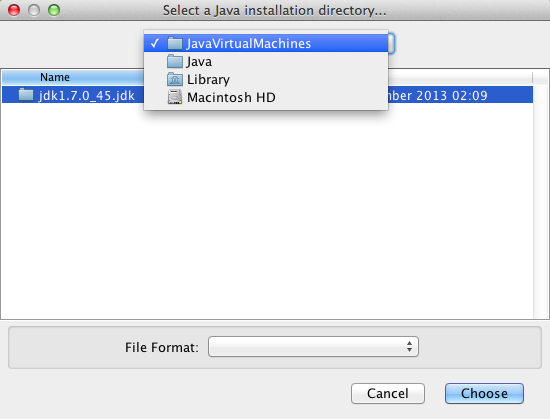 Select a Java installation directory...
✓ JavaVirtualMachines
Java
Library
Macintosh HD
Name
jdk1.7.0_45.jdk
2013 02:09
File Format:
Cancel
Choose